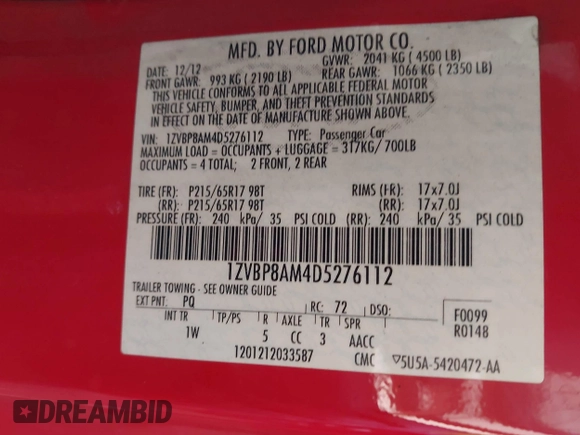 MFD. BY FORD MOTOR CO.
DATE: 12/12 GVWR: 2041 KG ( 4500 LB)
FRONT GAWR: 993 KG ( 2190 LB) REAR GAWR: 1066 KG ( 2350 LB)
THIS VEHICLE CONFORMS TO ALL APPLICABLE FEDERAL MOTOR
VEHICLE SAFETY, BUMPER, AND THEFT PREVENTION STANDARDS
IN EFFECT ON THE DATE OF MANUFACTURE SHOWN ABOVE.
VIN: 1ZVBP8AM4D5276112 TYPE: Passenger Car
MAXIMUM LOAD = OCCUPANTS + LUGGAGE = 317KG/ 700LB
OCCUPANTS = 4 TOTAL; 2 FRONT, 2 REAR
TIRE (FR): P215/65R17 98T RIMS (FR): 17x7.0J
(RR): P215/65R17 98T (RR): 17x7.0J
PRESSURE (FR): 240 kPa/ 35 PSI COLD (RR): 240 kPa/ 35 PSI COLD
1ZVBP8AM4D5276112
TRAILER TOWING - SEE OWNER GUIDE
EXT PNT: PQ RC: 72 DSO: F0099
INT TR TP/PS R AXLE TR SPR R0148
1W 5 CC 3 AACC
1201212033587 CMC ▽5U5A-5420472-AA
DREAMBID